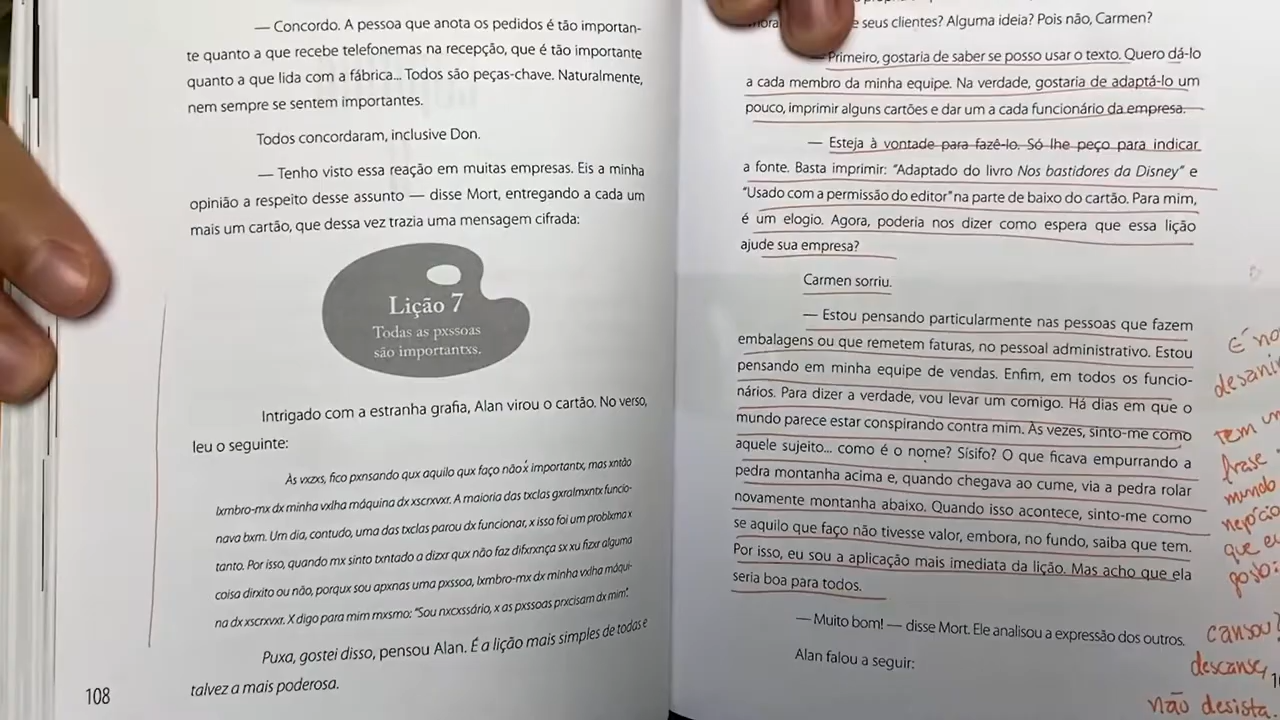 — Concordo. A pessoa que anota os pedidos é tão importan-
te quanto a que recebe telefonemas na recepção, que é tão importante
quanto a que lida com a fábrica... Todos são peças-chave. Naturalmente,
nem sempre se sentem importantes.
Todos concordaram, inclusive Don.
— Tenho visto essa reação em muitas empresas. Eis a minha
opinião a respeito desse assunto — disse Mort, entregando a cada um
mais um cartão, que dessa vez trazia uma mensagem cifrada:
Lição 7
Todas as pxssoas
são importantxs.
Intrigado com a estranha grafia, Alan virou o cartão. No verso,
leu o seguinte:
Às vxzxs, fico pxnsando qux aquilo qux faço não x importantx, mas xntão
lxmbro-mx dx minha vxlha máquina dx xscrxvxr. A maioria das txclas gxralmxntx funcio-
nava bxm. Um dia, contudo, uma das txclas parou dx funcionar, x isso foi um problxma x
tanto. Por isso, quando mx sinto txntado a dizxr qux não faz difxrxnça sx xu fizxr alguma
coisa dirxito ou não, porqux sou apxnas uma pxssoa, lxmbro-mx dx minha vxlha máqui-
na dx xscrxvxr. X digo para mim mxsmo: "Sou nxcxssário, x as pxssoas prxcisam dx mim".
Puxa, gostei disso, pensou Alan. É a lição mais simples de todas e
talvez a mais poderosa.
108
e seus clientes? Alguma ideia? Pois não, Carmen?
— Primeiro, gostaria de saber se posso usar o texto. Quero dá-lo
a cada membro da minha equipe. Na verdade, gostaria de adaptá-lo um
pouco, imprimir alguns cartões e dar um a cada funcionário da empresa.
— Esteja à vontade para fazê-lo. Só lhe peço para indicar
a fonte. Basta imprimir: "Adaptado do livro Nos bastidores da Disney" e
"Usado com a permissão do editor" na parte de baixo do cartão. Para mim,
é um elogio. Agora, poderia nos dizer como espera que essa lição
ajude sua empresa?
Carmen sorriu.
— Estou pensando particularmente nas pessoas que fazem
embalagens ou que remetem faturas, no pessoal administrativo. Estou
pensando em minha equipe de vendas. Enfim, em todos os funcio-
nários. Para dizer a verdade, vou levar um comigo. Há dias em que o
mundo parece estar conspirando contra mim. Às vezes, sinto-me como
aquele sujeito... como é o nome? Sísifo? O que ficava empurrando a
pedra montanha acima e, quando chegava ao cume, via a pedra rolar
novamente montanha abaixo. Quando isso acontece, sinto-me como
se aquilo que faço não tivesse valor, embora, no fundo, saiba que tem.
Por isso, eu sou a aplicação mais imediata da lição. Mas acho que ela
seria boa para todos.
— Muito bom! — disse Mort. Ele analisou a expressão dos outros.
Alan falou a seguir:
É
tem
frase
mundo
que
cansou?
descanse,
não desista.